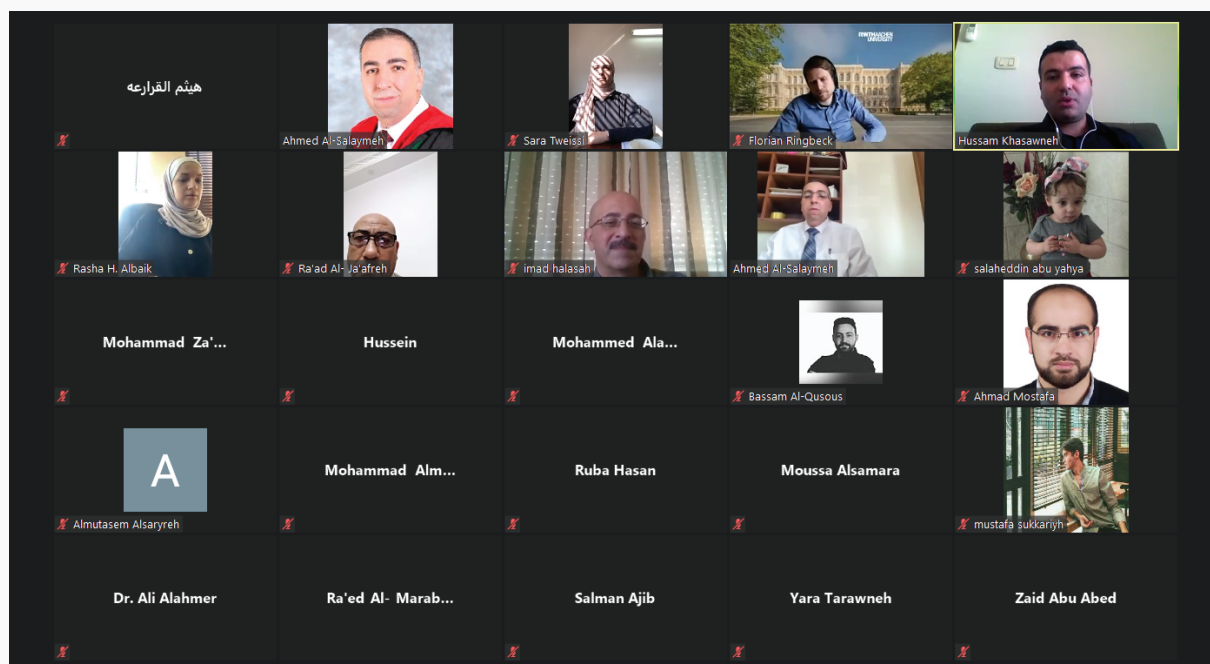 هيثم القرارعه
Ahmed Al-Salaymeh
Sara Tweissi
RWTH AACHEN
UNIVERSITY
Florian Ringbeck
Hussam Khasawneh
Rasha H. Albaik
Ra'ad Al- Ja'afreh
imad halasah
Ahmed Al-Salaymeh
salaheddin abu yahya
Mohammad Za'...
Hussein
Mohammed Ala...
Bassam Al-Qusous
Ahmad Mostafa
A
Almutasem Alsaryreh
Mohammad Alm...
Ruba Hasan
Moussa Alsamara
mustafa sukkariyh
Dr. Ali Alahmer
Ra'ed Al- Marab...
Salman Ajib
Yara Tarawneh
Zaid Abu Abed